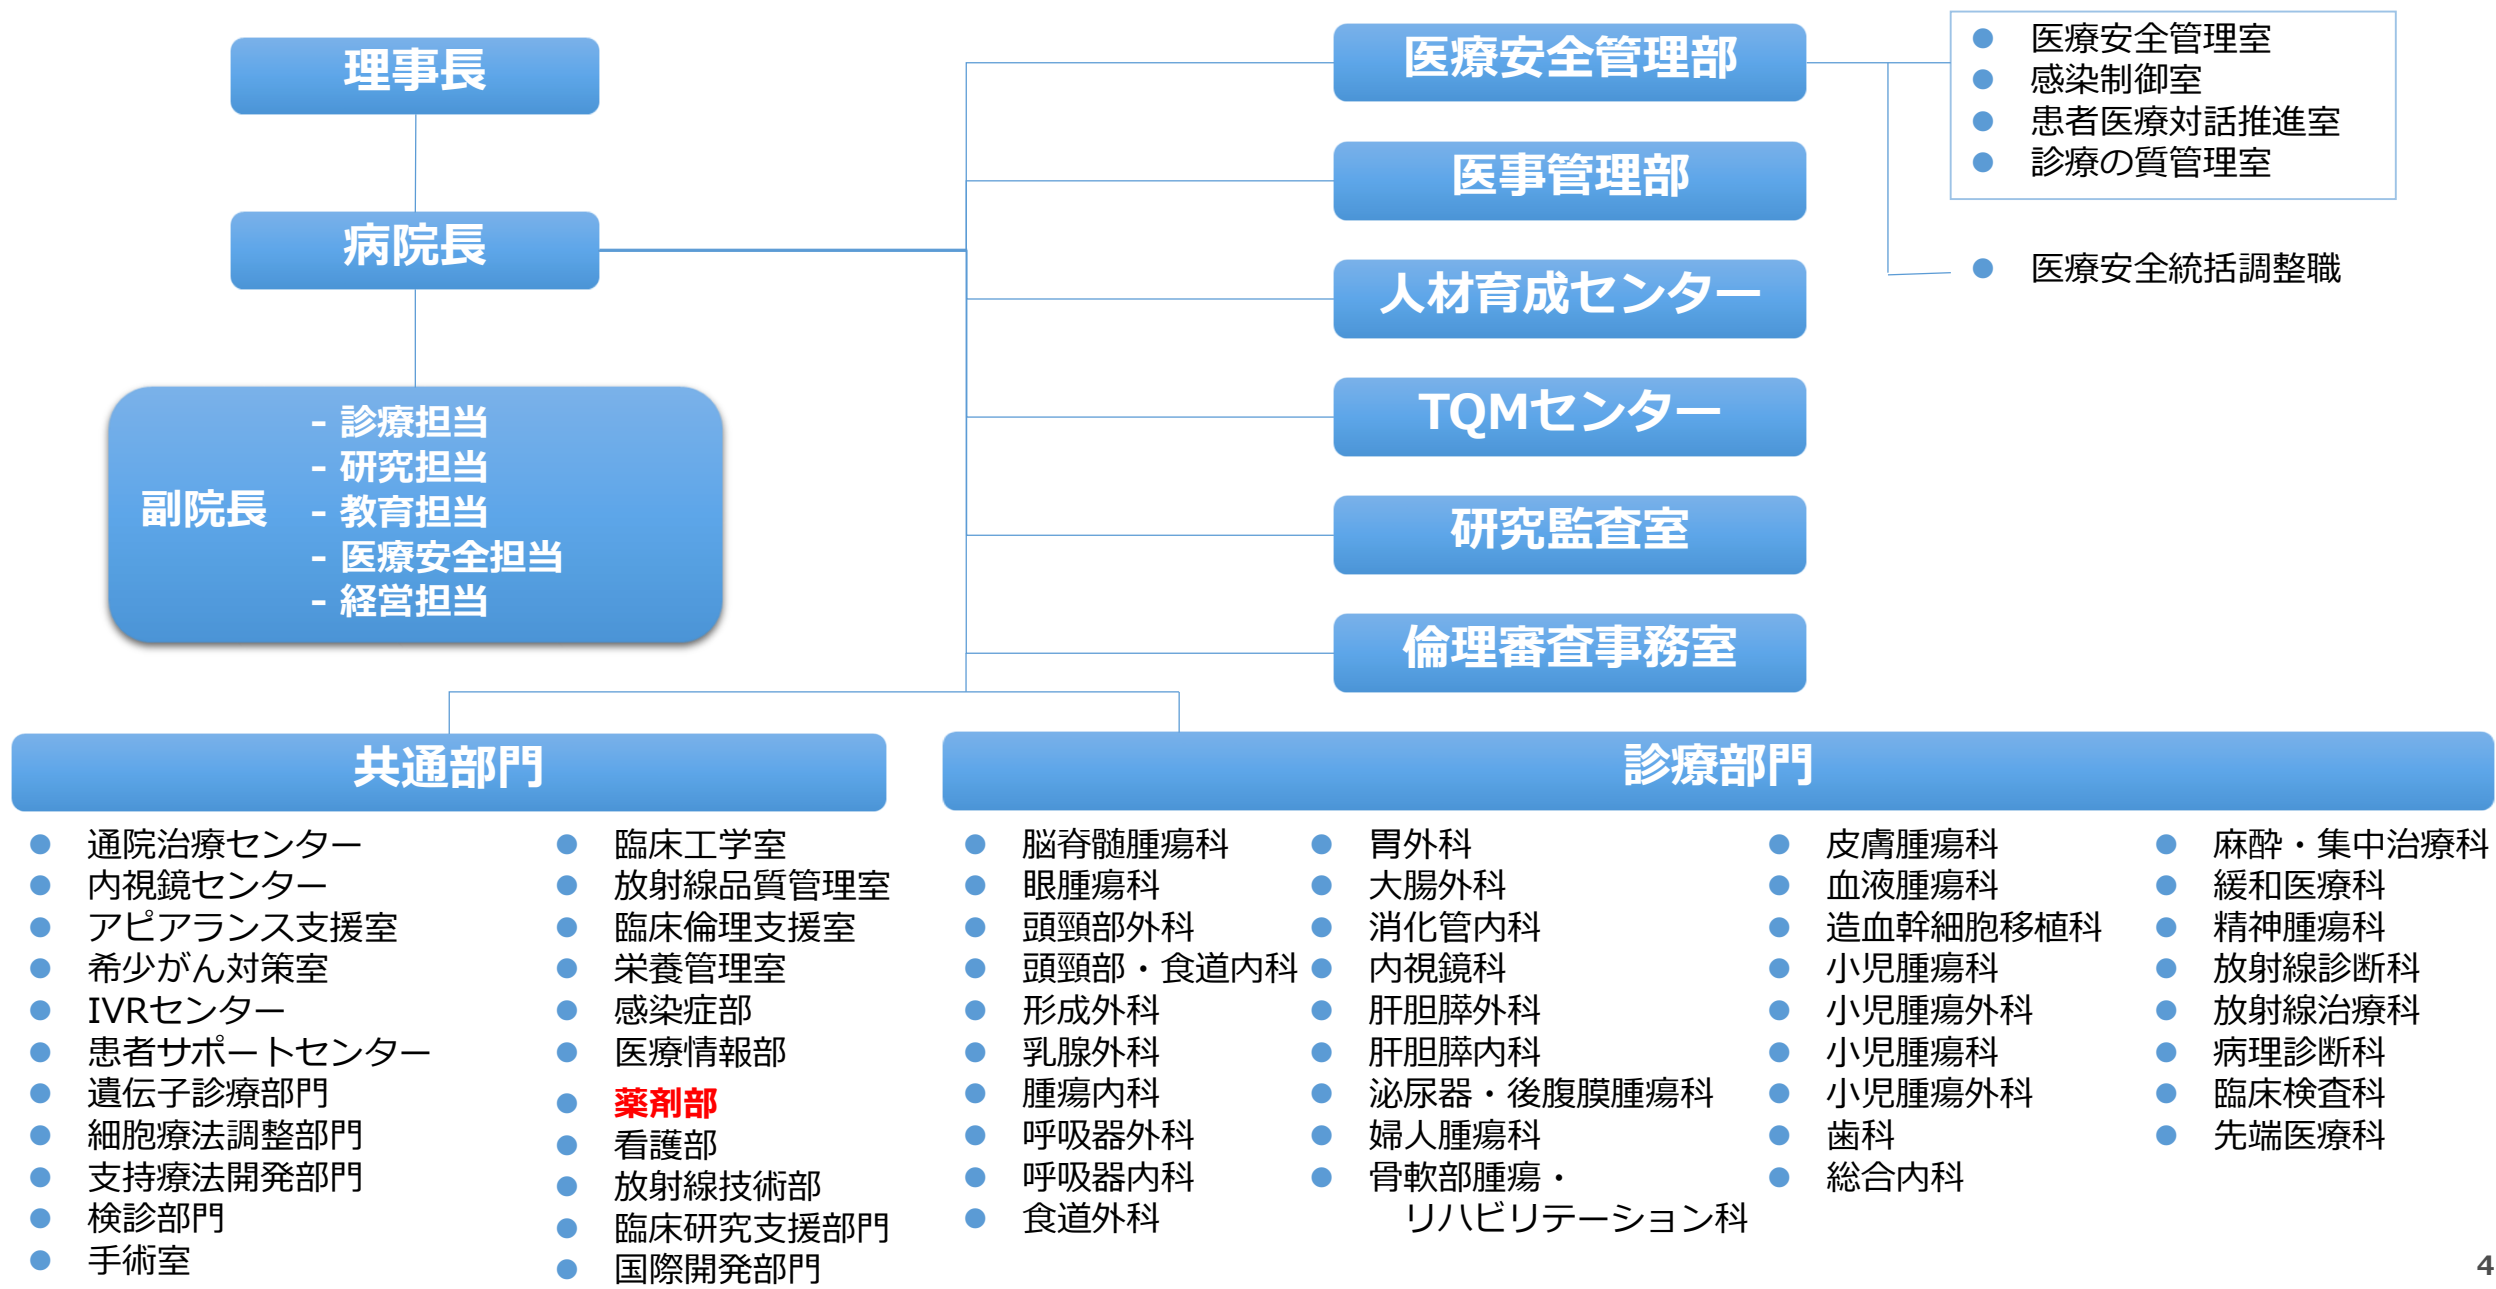 理事長
病院長
副院長
- 診療担当
- 研究担当
- 教育担当
- 医療安全担当
- 経営担当
医療安全管理部
医事管理部
人材育成センター
TQMセンター
研究監査室
倫理審査事務室
● 医療安全管理室
● 感染制御室
● 患者医療対話推進室
● 診療の質管理室
● 医療安全統括調整職
共通部門
● 通院治療センター
● 内視鏡センター
● アピアランス支援室
● 希少がん対策室
● IVRセンター
● 患者サポートセンター
● 遺伝子診療部門
● 細胞療法調整部門
● 支持療法開発部門
● 検診部門
● 手術室
● 臨床工学室
● 放射線品質管理室
● 臨床倫理支援室
● 栄養管理室
● 感染症部
● 医療情報部
● 薬剤部
● 看護部
● 放射線技術部
● 臨床研究支援部門
● 国際開発部門
診療部門
● 脳脊髄腫瘍科
● 眼腫瘍科
● 頭頸部外科
● 頭頸部・食道内科
● 形成外科
● 乳腺外科
● 腫瘍内科
● 呼吸器外科
● 呼吸器内科
● 食道外科
● 胃外科
● 大腸外科
● 消化管内科
● 内視鏡科
● 肝胆膵外科
● 肝胆膵内科
● 泌尿器・後腹膜腫瘍科
● 婦人腫瘍科
● 骨軟部腫瘍・
リハビリテーション科
● 皮膚腫瘍科
● 血液腫瘍科
● 造血幹細胞移植科
● 小児腫瘍科
● 小児腫瘍外科
● 小児腫瘍科
● 小児腫瘍外科
● 歯科
● 総合内科
● 麻酔・集中治療科
● 緩和医療科
● 精神腫瘍科
● 放射線診断科
● 放射線治療科
● 病理診断科
● 臨床検査科
● 先端医療科
4